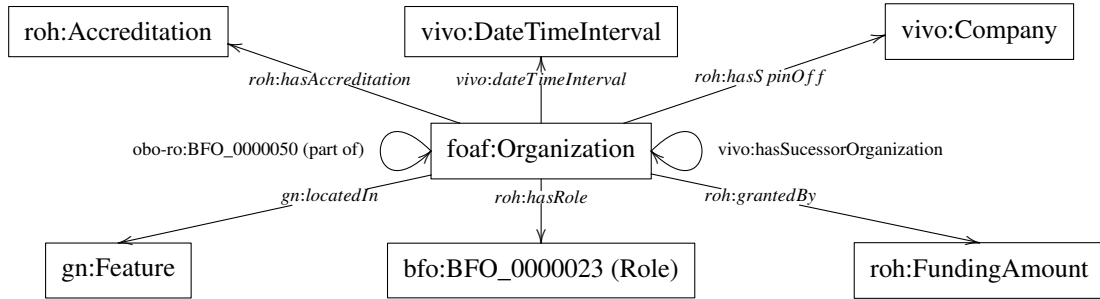 roh:Accreditation
vivo:DateTimeInterval
vivo:Company
roh:hasAccreditation
vivo:dateTimeInterval
roh:hasSpinOff
obo-ro:BFO_0000050 (part of)
foaf:Organization
vivo:hasSucessorOrganization
gn:locatedIn
roh:hasRole
roh:grantedBy
gn:Feature
bfo:BFO_0000023 (Role)
roh:FundingAmount